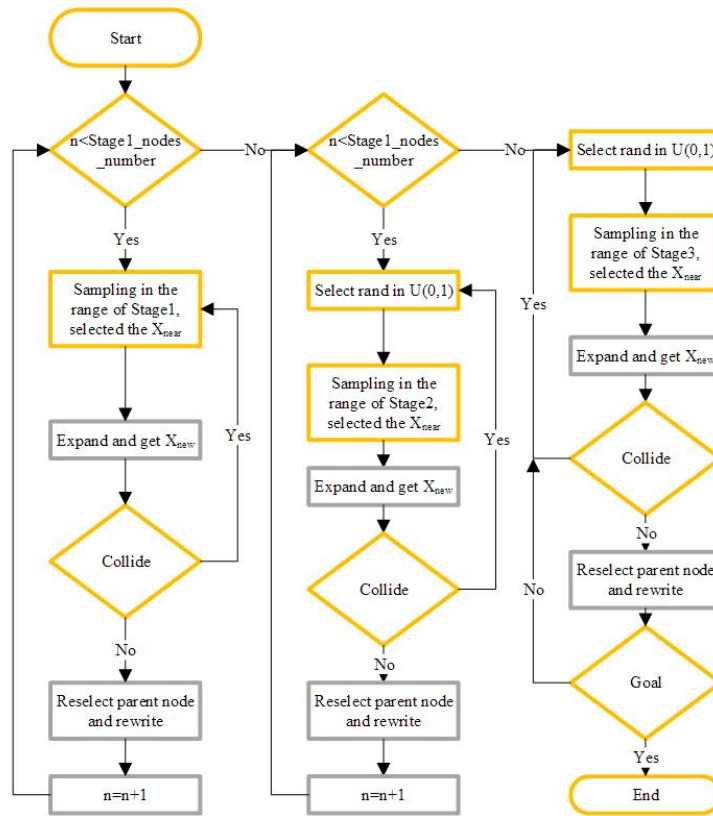 Start
n<Stage1_nodes
_number
No
Yes
Sampling in the
range of Stage1,
selected the Xnear
Yes
Expand and get Xnew
Collide
No
Reselect parent node
and rewrite
n=n+1
n<Stage1_nodes
_number
No
Yes
Select rand in U(0,1)
Sampling in the
range of Stage2,
selected the Xnear
Yes
Expand and get Xnew
Collide
No
Reselect parent node
and rewrite
n=n+1
Select rand in U(0,1)
Sampling in the
range of Stage3,
selected the Xnear
Yes
Expand and get Xnew
Collide
No
Reselect parent node
and rewrite
No
Goal
Yes
End